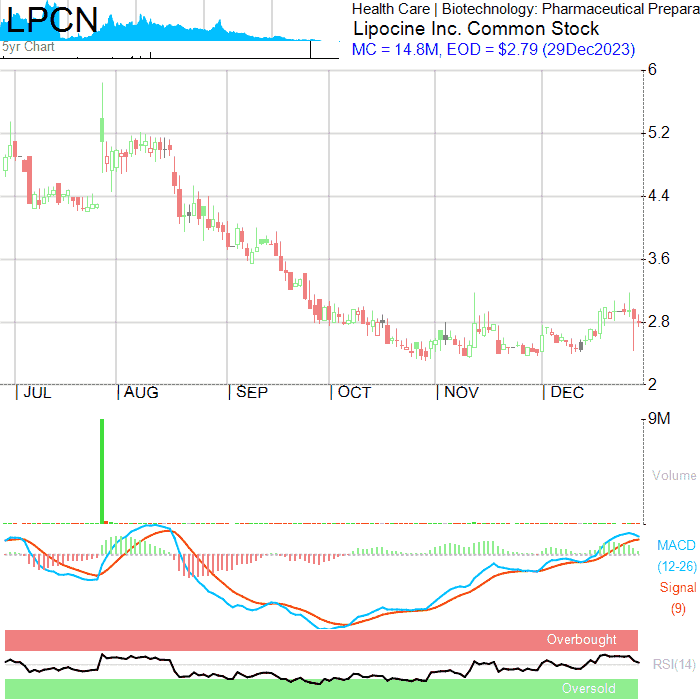 LPCN
5yr Chart
Health Care | Biotechnology: Pharmaceutical Prepara
Lipocine Inc. Common Stock
MC = 14.8M, EOD = $2.79 (29Dec2023)
6
5.2
4.4
3.6
2.8
2
JUL AUG SEP OCT NOV DEC
9M
Volume
MACD
(12-26)
Signal
(9)
Overbought
RSI(14)
Oversold